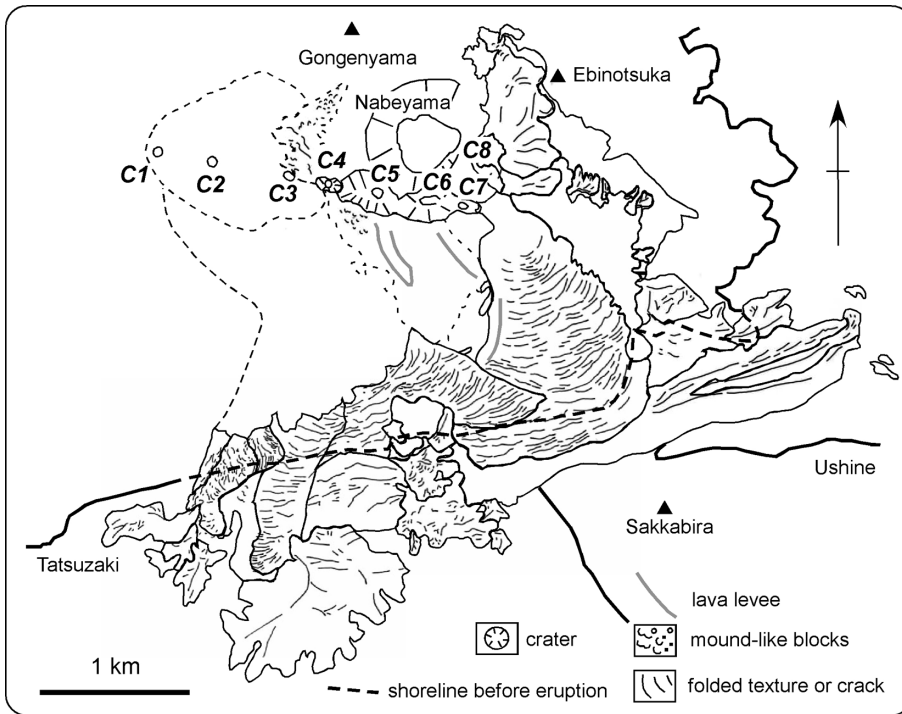 Gongenyama
Ebinotsuka
Nabeyama
C8
C4
C1
C2
C3
C5
C6
C7
Ushine
Sakkabira
Tatsuzaki
lava levee
crater
mound-like blocks
1 km
shoreline before eruption
folded texture or crack